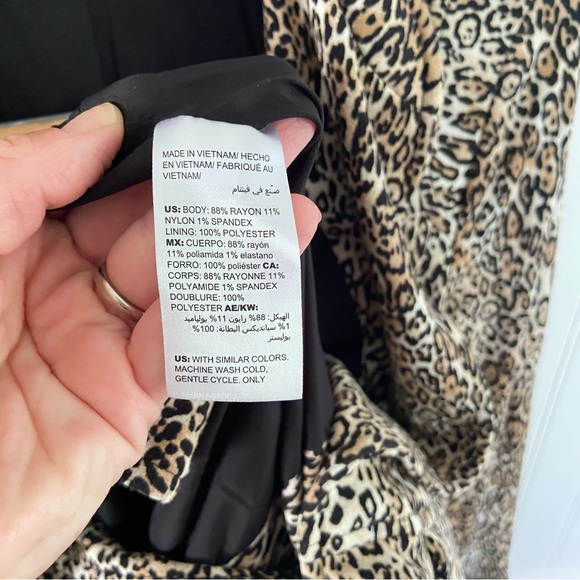 MADE IN VIETNAM/ HECHO
EN VIETNAM/ FABRIQUÉ AU
VIETNAM/
صنع في فيتنام
US: BODY: 88% RAYON 11%
NYLON 1% SPANDEX
LINING: 100% POLYESTER
MX: CUERPO: 88% rayón
11% poliamida 1% elastano
FORRO: 100% poliéster CA:
CORPS: 88% RAYONNE 11%
POLYAMIDE 1% SPANDEX
DOUBLURE: 100%
POLYESTER AE/KW:
الهيكل: 88% رايون 11% بولياميد
1% سباندیكس البطانة: 100%
بوليستر
US: WITH SIMILAR COLORS.
MACHINE WASH COLD,
GENTLE CYCLE. ONLY